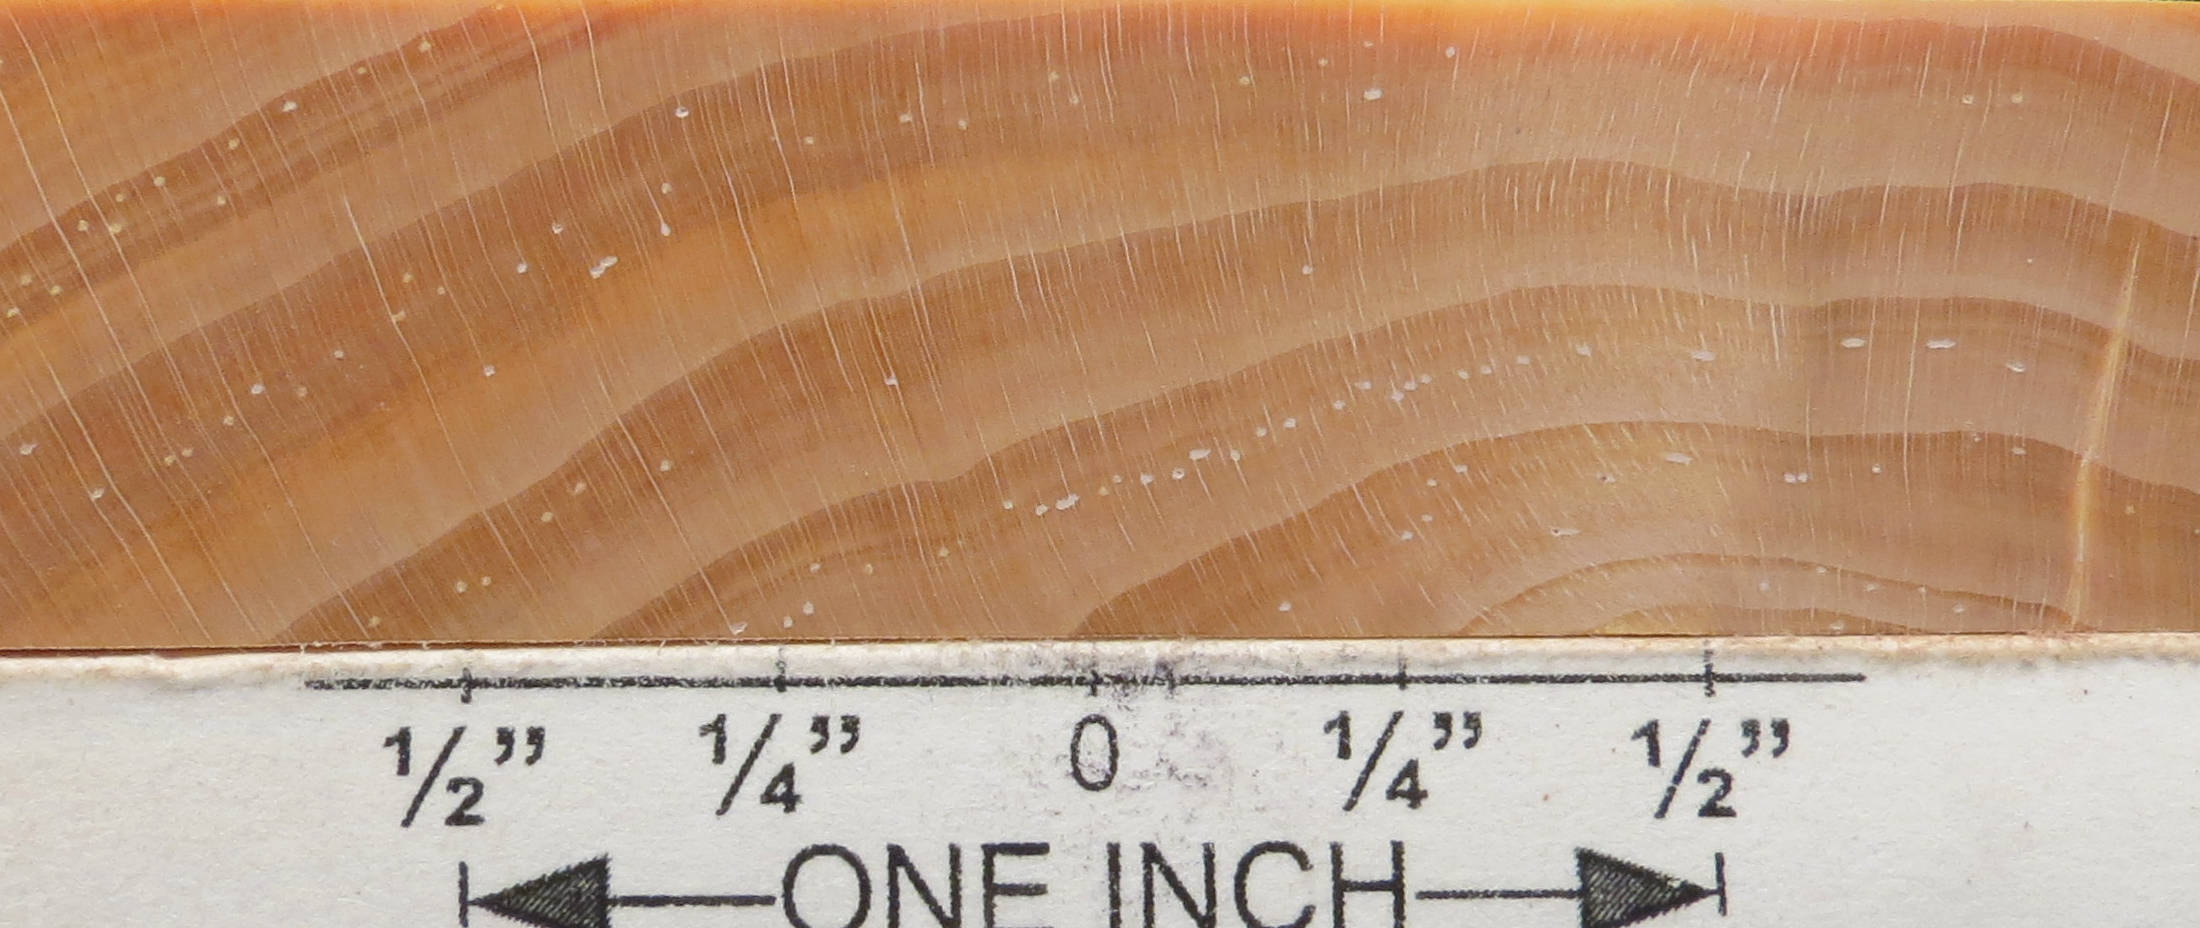 1/2” 1/4” 0 1/4” 1/2”
ONE INCH